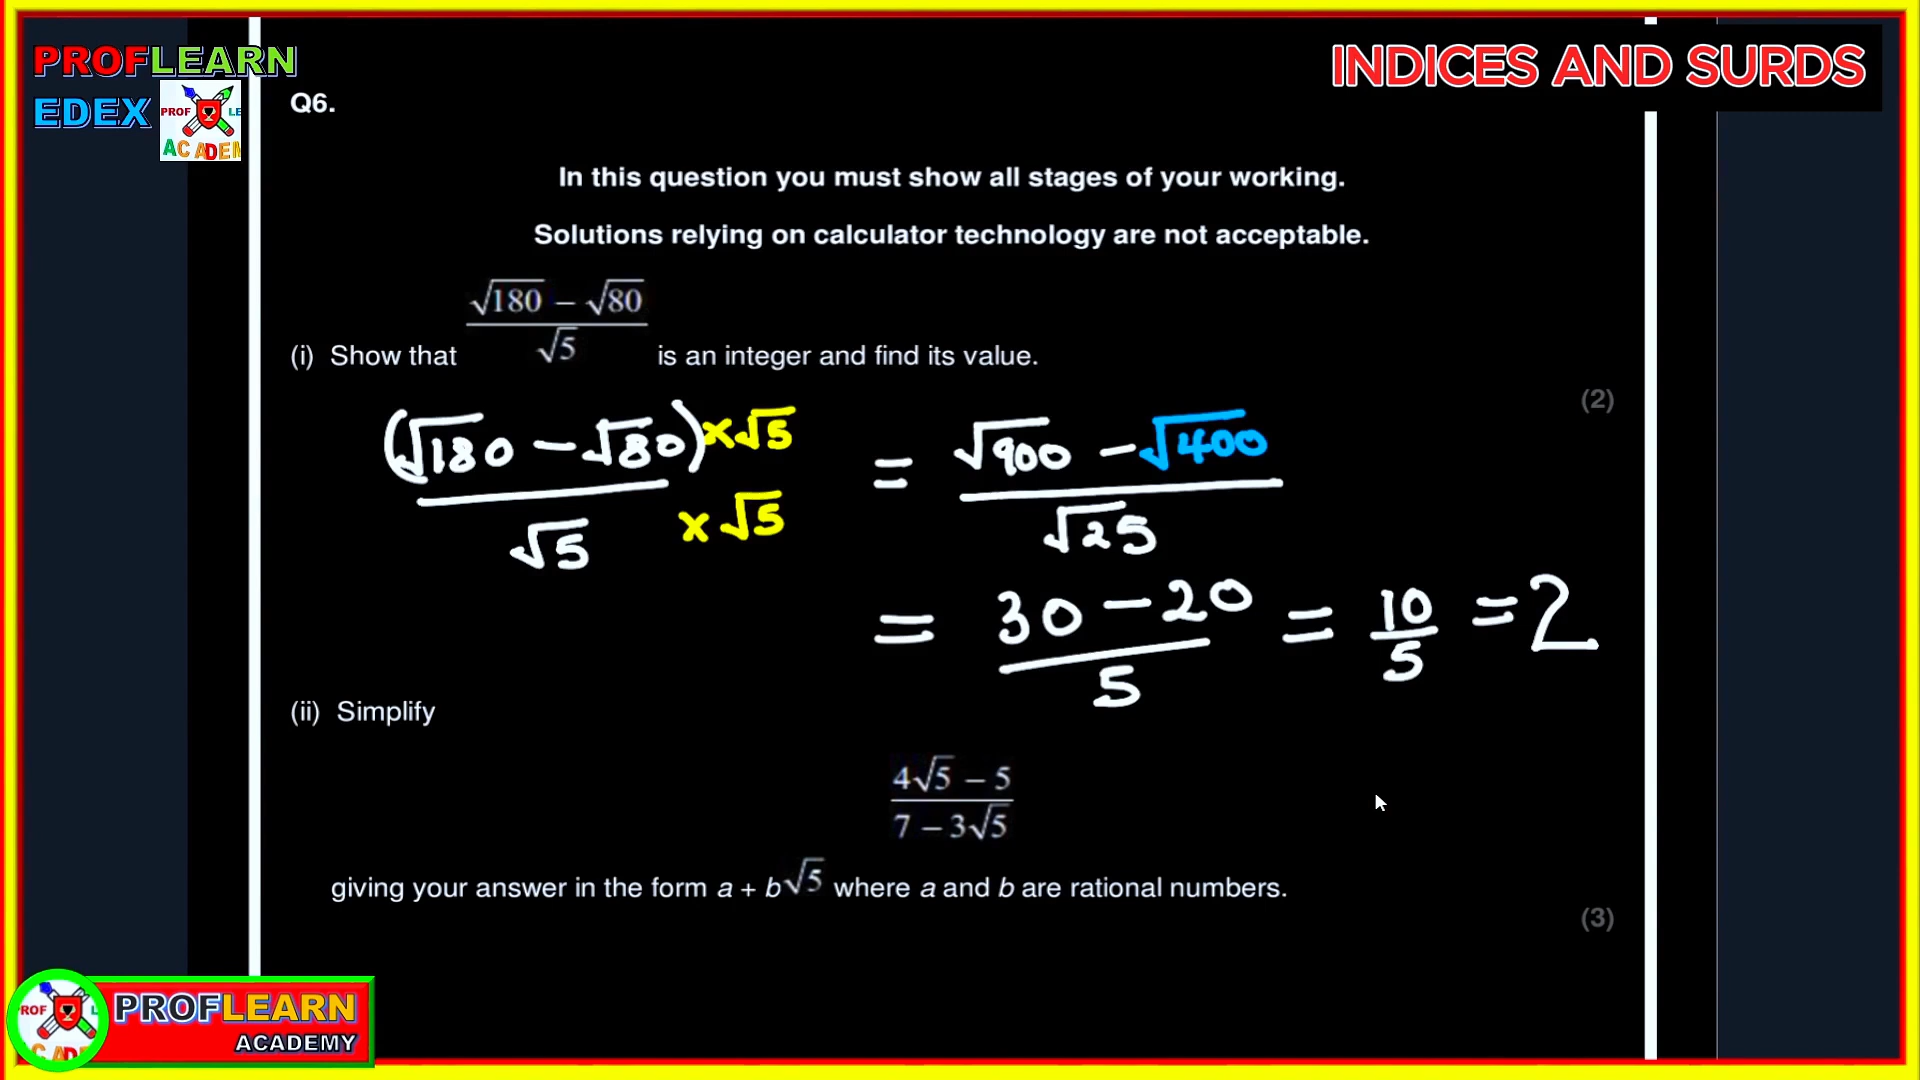 PROFLEARN
EDEX
PROF LE
ACADEM
INDICES AND SURDS
Q6.
In this question you must show all stages of your working.
Solutions relying on calculator technology are not acceptable.
(i) Show that (√180 − √80)/√5 is an integer and find its value.
(2)
(√180 − √80) × √5 / √5 × √5 = (√900 − √400)/√25
= (30 − 20)/5 = 10/5 = 2
(ii) Simplify
(4√5 − 5)/(7 − 3√5)
giving your answer in the form a + b√5 where a and b are rational numbers.
(3)
PROFLEARN
ACADEMY